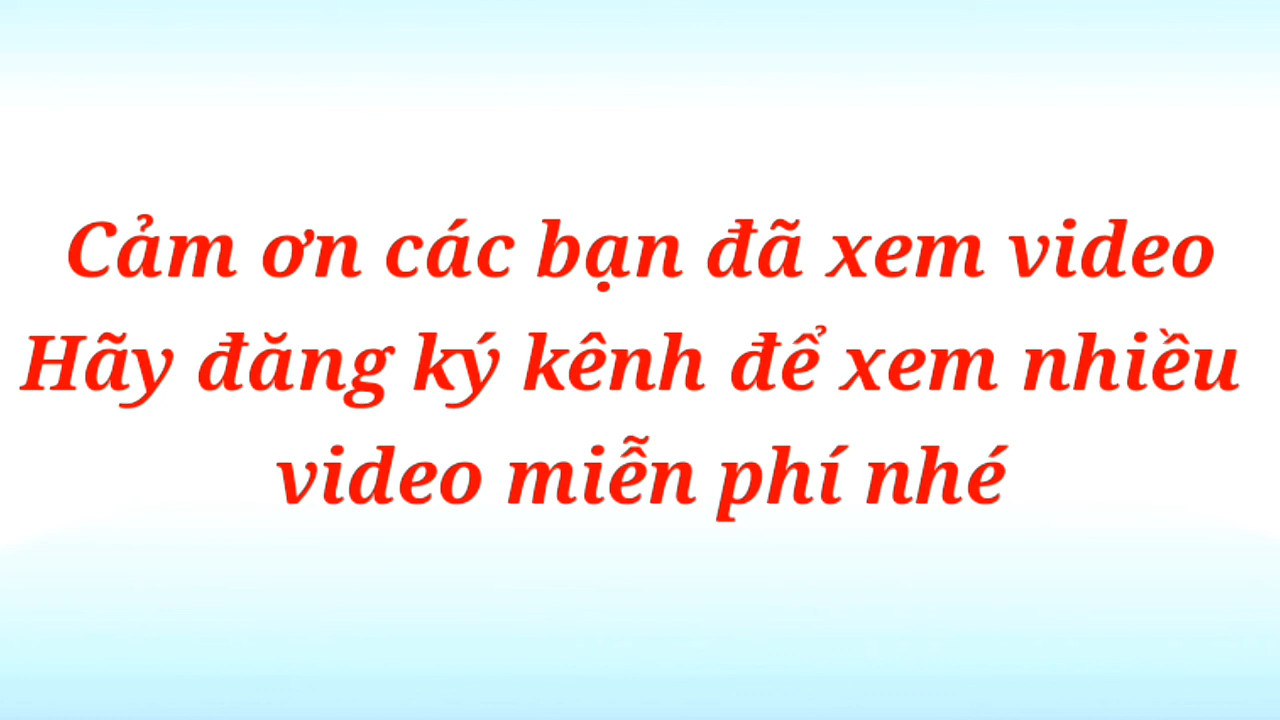 Cảm ơn các bạn đã xem video
Hãy đăng ký kênh để xem nhiều
video miễn phí nhé